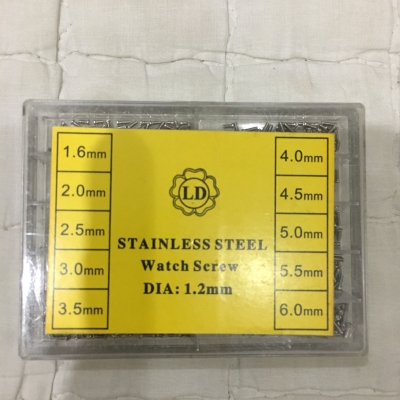 1.6mm
2.0mm
2.5mm
3.0mm
3.5mm
LD
STAINLESS STEEL
Watch Screw
DIA: 1.2mm
4.0mm
4.5mm
5.0mm
5.5mm
6.0mm